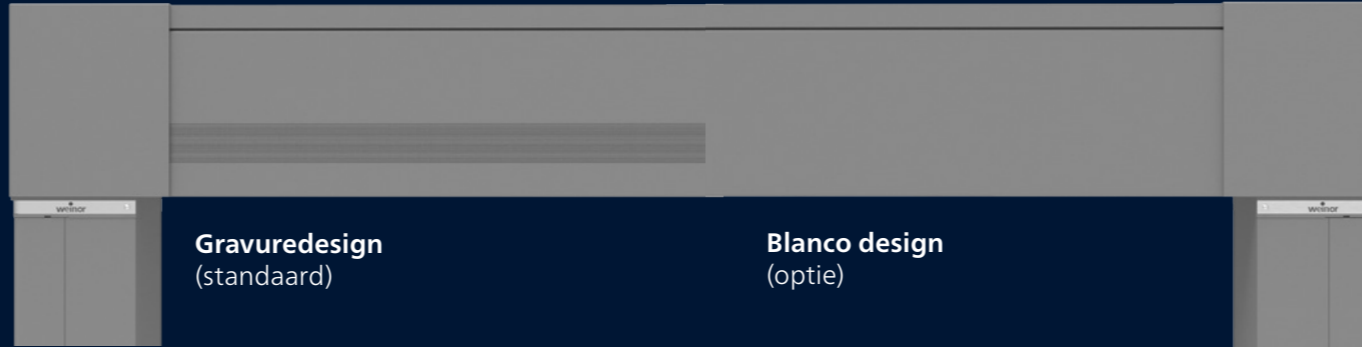 weinor
weinor
Gravuredesign
(standaard)
Blanco design
(optie)